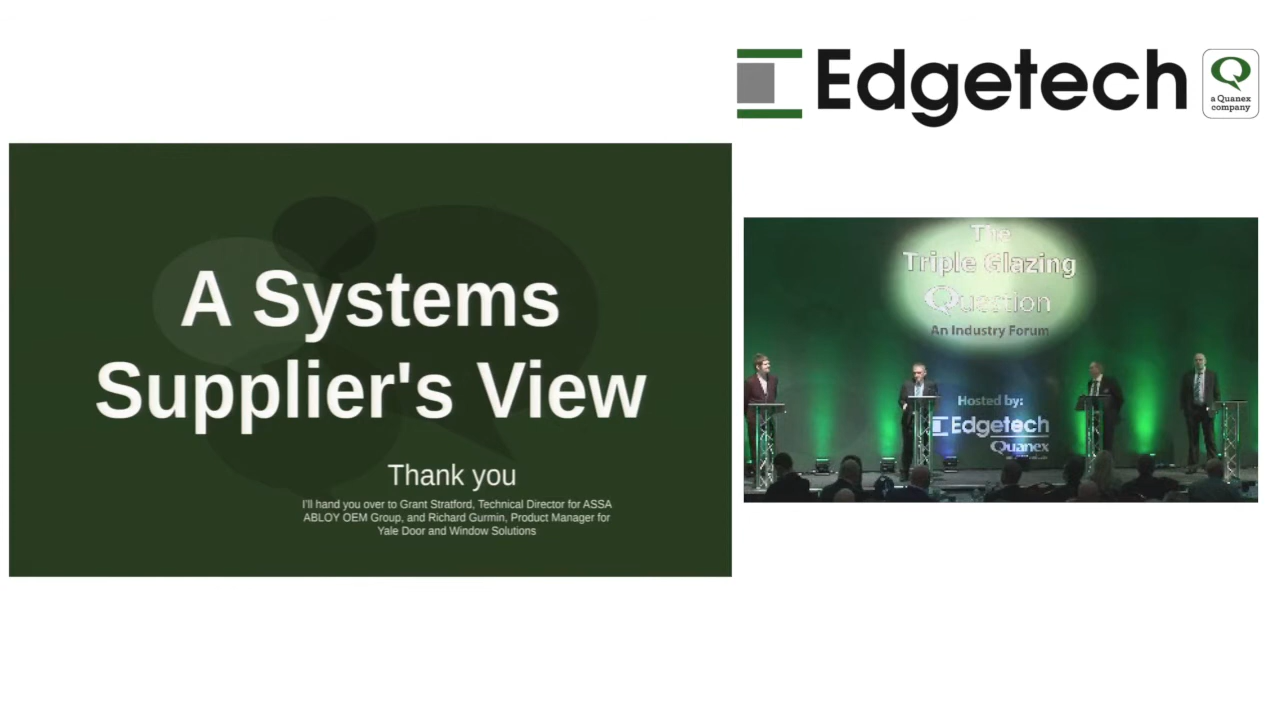 Edgetech
a Quanex
company
A Systems
Supplier's View
Thank you
I'll hand you over to Grant Stratford, Technical Director for ASSA
ABLOY OEM Group, and Richard Gurmin, Product Manager for
Yale Door and Window Solutions
The
Triple Glazing
Question
An Industry Forum
Hosted by:
Edgetech
Quanex